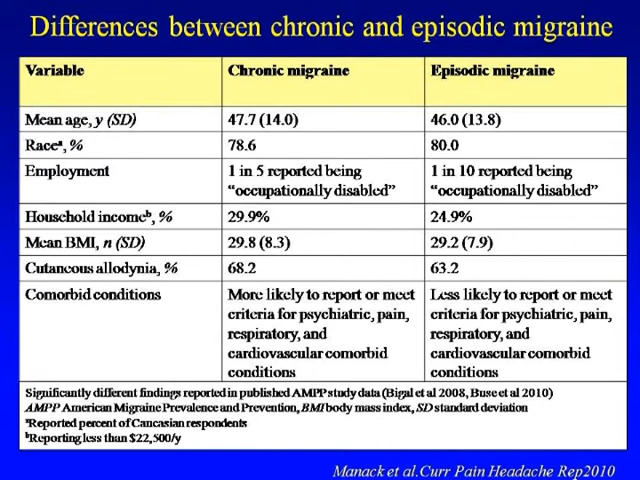 Differences between chronic and episodic migraine
Variable Chronic migraine Episodic migraine
Mean age, y (SD) 47.7 (14.0) 46.0 (13.8)
Raceᵃ, % 78.6 80.0
Employment 1 in 5 reported being 1 in 10 reported being
“occupationally disabled” “occupationally disabled”
Household incomeᵇ, % 29.9% 24.9%
Mean BMI, n (SD) 29.8 (8.3) 29.2 (7.9)
Cutaneous allodynia, % 68.2 63.2
Comorbid conditions More likely to report or meet Less likely to report or meet
criteria for psychiatric, pain, criteria for psychiatric, pain,
respiratory, and respiratory, and
cardiovascular comorbid cardiovascular comorbid
conditions conditions
Significantly different findings reported in published AMPP study data (Bigal et al 2008, Buse et al 2010)
AMPP American Migraine Prevalence and Prevention, BMI body mass index, SD standard deviation
ᵃReported percent of Caucasian respondents
ᵇReporting less than $22,500/y
Manack et al.Curr Pain Headache Rep2010